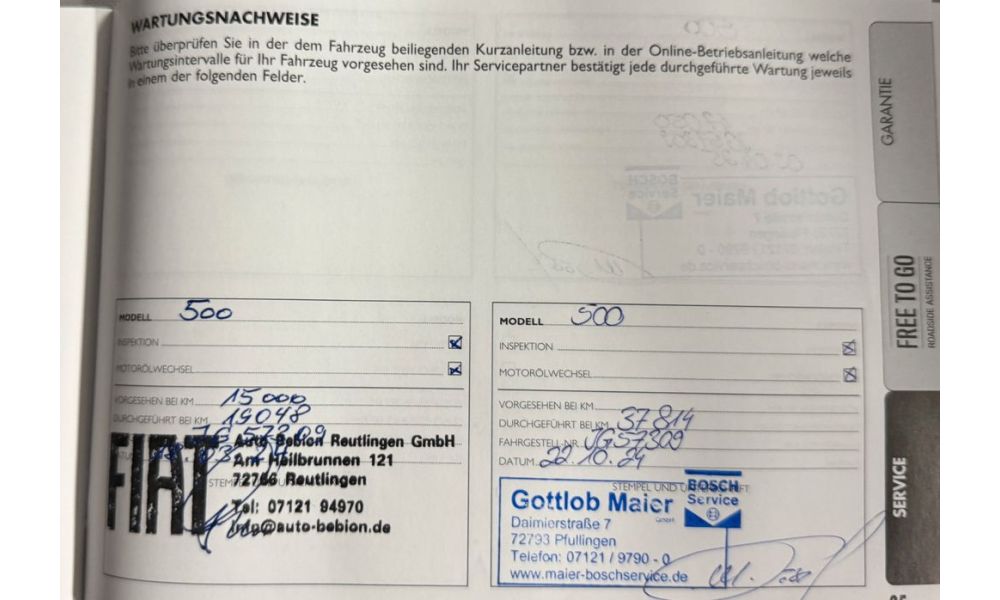 WARTUNGSNACHWEISE
Bitte überprüfen Sie in der dem Fahrzeug beiliegenden Kurzanleitung bzw. in der Online-Betriebsanleitung welche
Wartungsintervalle für Ihr Fahrzeug vorgesehen sind. Ihr Servicepartner bestätigt jede durchgeführte Wartung jeweils
in einem der folgenden Felder.
MODELL 500
INSPEKTION
MOTORÖLWECHSEL
VORGESEHEN BEI KM 15 000
DURCHGEFÜHRT BEI KM 19048
FIAT
Auto Bebion Reutlingen GmbH
Am Heilbrunnen 121
72766 Reutlingen
Tel: 07121 94970
info@auto-bebion.de
MODELL 500
INSPEKTION
MOTORÖLWECHSEL
VORGESEHEN BEI KM
DURCHGEFÜHRT BEI KM 37814
FAHRGESTELL-NR. JG57309
DATUM 22.10.24
STEMPEL UND
Gottlob Maier GmbH
BOSCH
Service
Daimlerstraße 7
72793 Pfullingen
Telefon: 07121 / 9790 - 0
www.maier-boschservice.de
GARANTIE
FREE TO GO
ROADSIDE ASSISTANCE
SERVICE